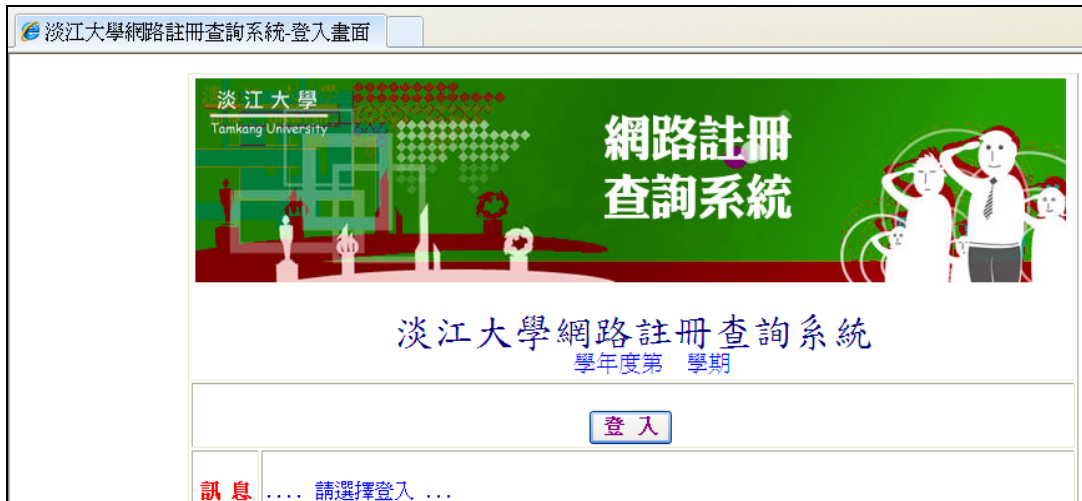 淡江大學網路註冊查詢系統-登入畫面
淡江大學
Tamkang University
網路註冊
查詢系統
淡江大學網路註冊查詢系統
學年度第 學期
登 入
訊 息 .... 請選擇登入 ...